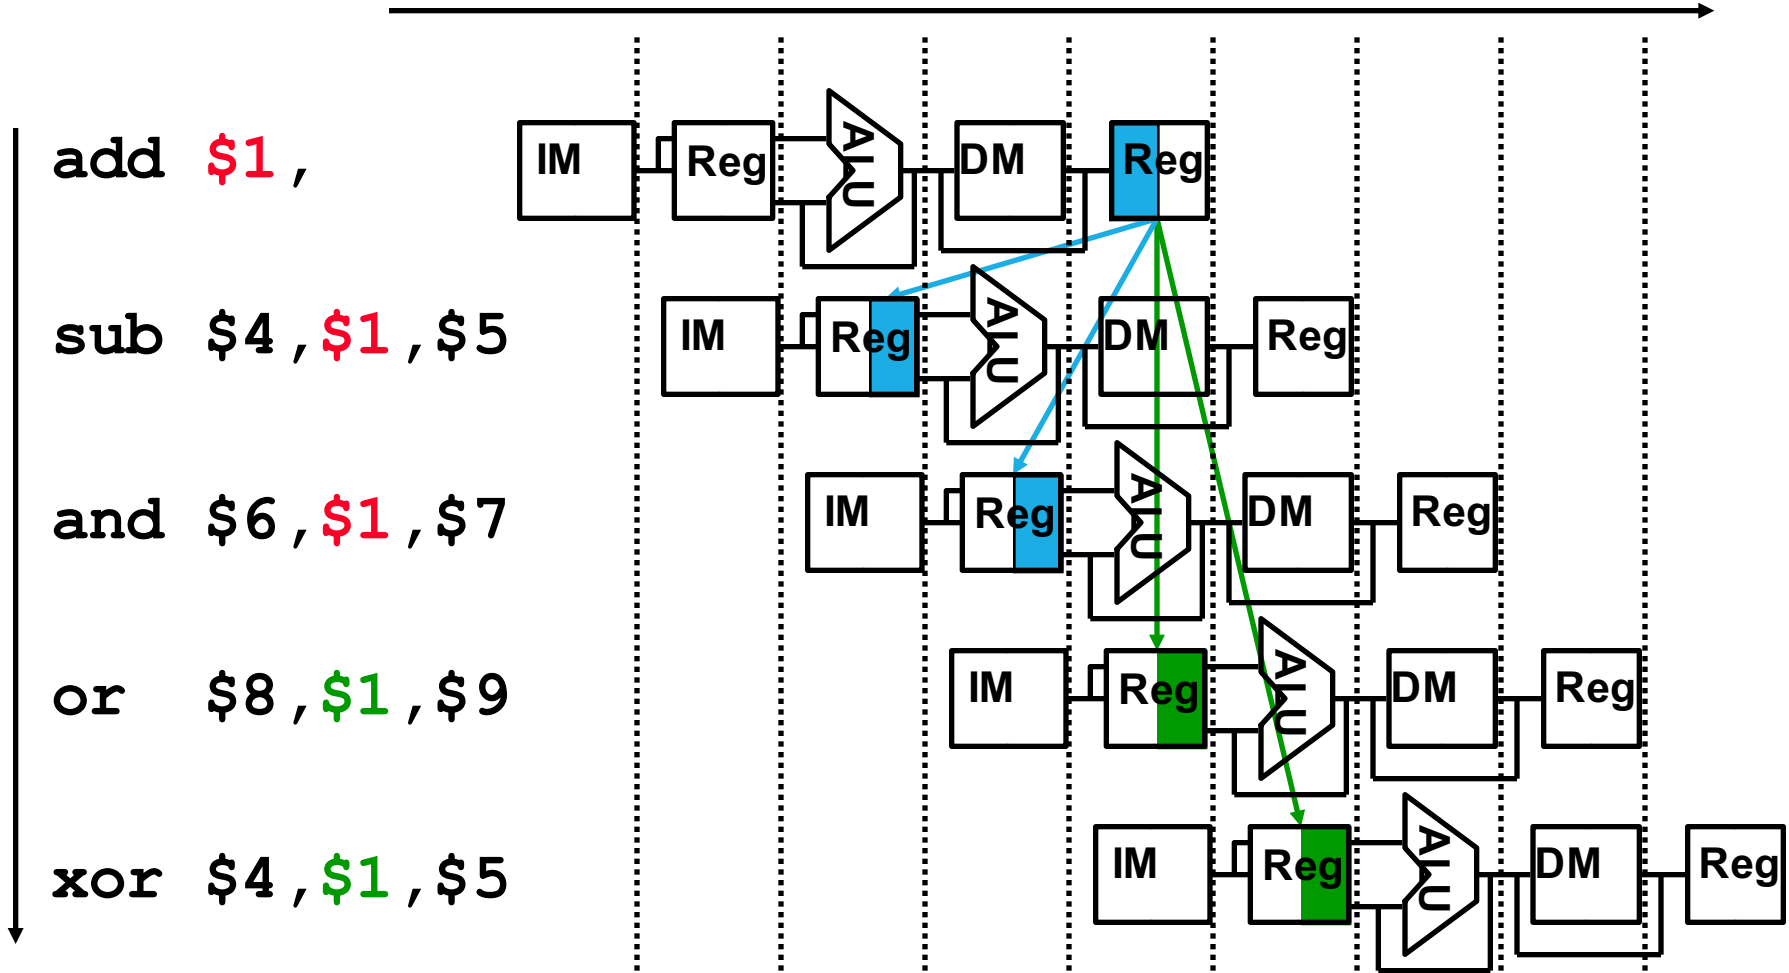 add $1, IM Reg ALU DM Reg
sub $4,$1,$5 IM Reg ALU DM Reg
and $6,$1,$7 IM Reg ALU DM Reg
or $8,$1,$9 IM Reg ALU DM Reg
xor $4,$1,$5 IM Reg ALU DM Reg